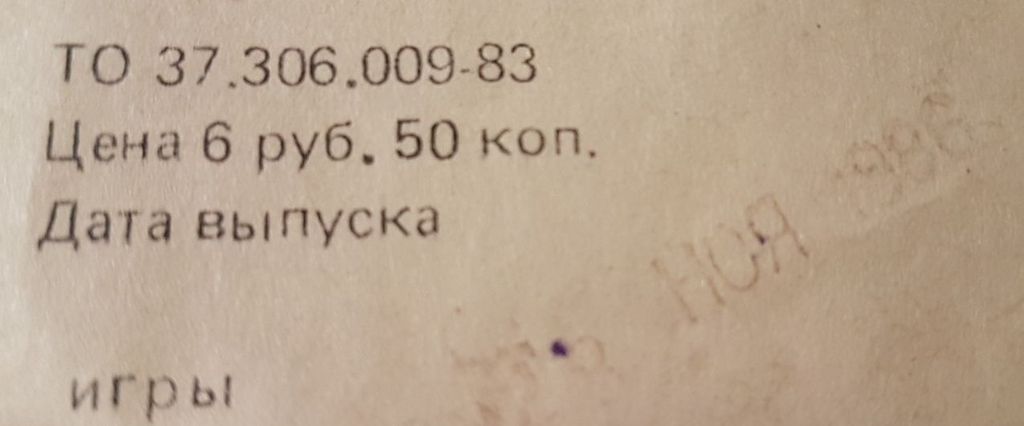 ТО 37.306.009-83
Цена 6 руб. 50 коп.
Дата выпуска
игры